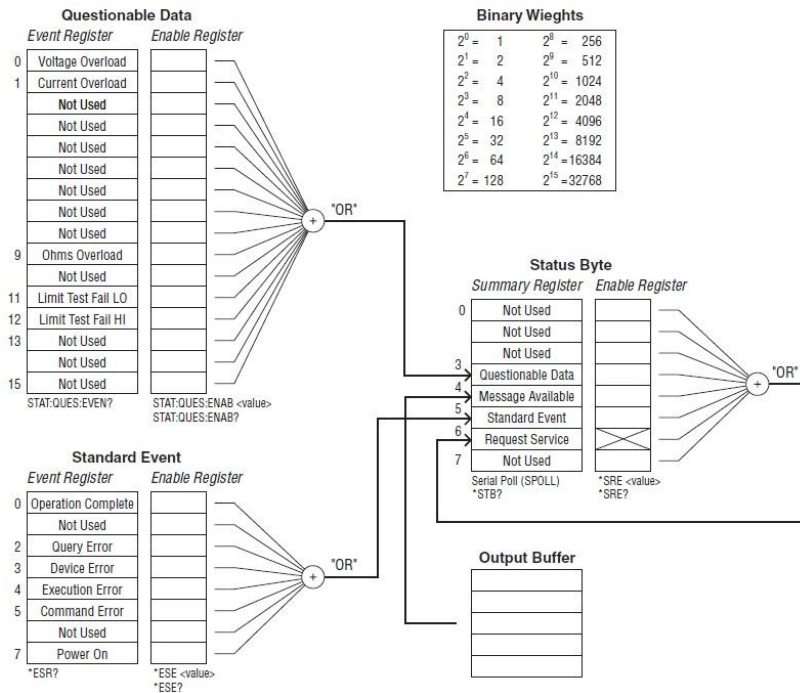 Questionable Data
Event Register Enable Register
0 Voltage Overload
1 Current Overload
Not Used
Not Used
Not Used
Not Used
Not Used
Not Used
Not Used
9 Ohms Overload
Not Used
11 Limit Test Fail LO
12 Limit Test Fail HI
13 Not Used
Not Used
15 Not Used
STAT:QUES:EVEN? STAT:QUES:ENAB <value>
STAT:QUES:ENAB?
+ "OR"
Binary Wieghts
2⁰ = 1 2⁸ = 256
2¹ = 2 2⁹ = 512
2² = 4 2¹⁰ = 1024
2³ = 8 2¹¹ = 2048
2⁴ = 16 2¹² = 4096
2⁵ = 32 2¹³ = 8192
2⁶ = 64 2¹⁴ =16384
2⁷ = 128 2¹⁵ =32768
Status Byte
Summary Register Enable Register
0 Not Used
Not Used
Not Used
3 Questionable Data
4 Message Available
5 Standard Event
6 Request Service
7 Not Used
Serial Poll (SPOLL) *SRE <value>
*STB? *SRE?
+ "OR"
Standard Event
Event Register Enable Register
0 Operation Complete
Not Used
2 Query Error
3 Device Error
4 Execution Error
5 Command Error
Not Used
7 Power On
*ESR? *ESE <value>
*ESE?
+ "OR"
Output Buffer